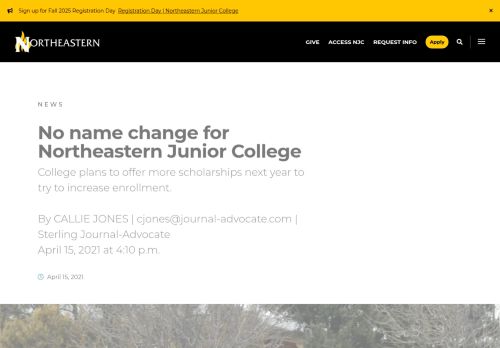 Sign up for Fall 2025 Registration Day Registration Day | Northeastern Junior College ×
NORTHEASTERN GIVE ACCESS NJC REQUEST INFO Apply
NEWS
No name change for
Northeastern Junior College
College plans to offer more scholarships next year to
try to increase enrollment.
By CALLIE JONES | cjones@journal-advocate.com |
Sterling Journal-Advocate
April 15, 2021 at 4:10 p.m.
April 15, 2021